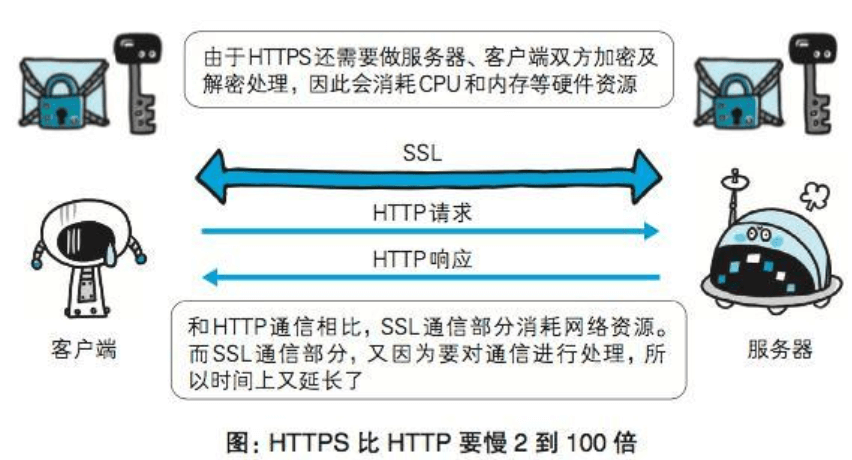 由于HTTPS还需要做服务器、客户端双方加密及
解密处理，因此会消耗CPU和内存等硬件资源
SSL
HTTP请求
HTTP响应
客户端
服务器
和HTTP通信相比，SSL通信部分消耗网络资源。
而SSL通信部分，又因为要对通信进行处理，所
以时间上又延长了
图：HTTPS 比 HTTP 要慢 2 到 100 倍